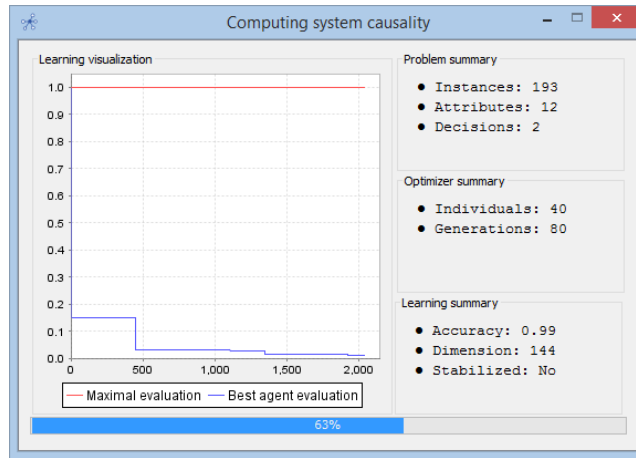 Computing system causality
Learning visualization
1.0
0.9
0.8
0.7
0.6
0.5
0.4
0.3
0.2
0.1
0.0
0 500 1,000 1,500 2,000
Maximal evaluation Best agent evaluation
Problem summary
● Instances: 193
● Attributes: 12
● Decisions: 2
Optimizer summary
● Individuals: 40
● Generations: 80
Learning summary
● Accuracy: 0.99
● Dimension: 144
● Stabilized: No
63%